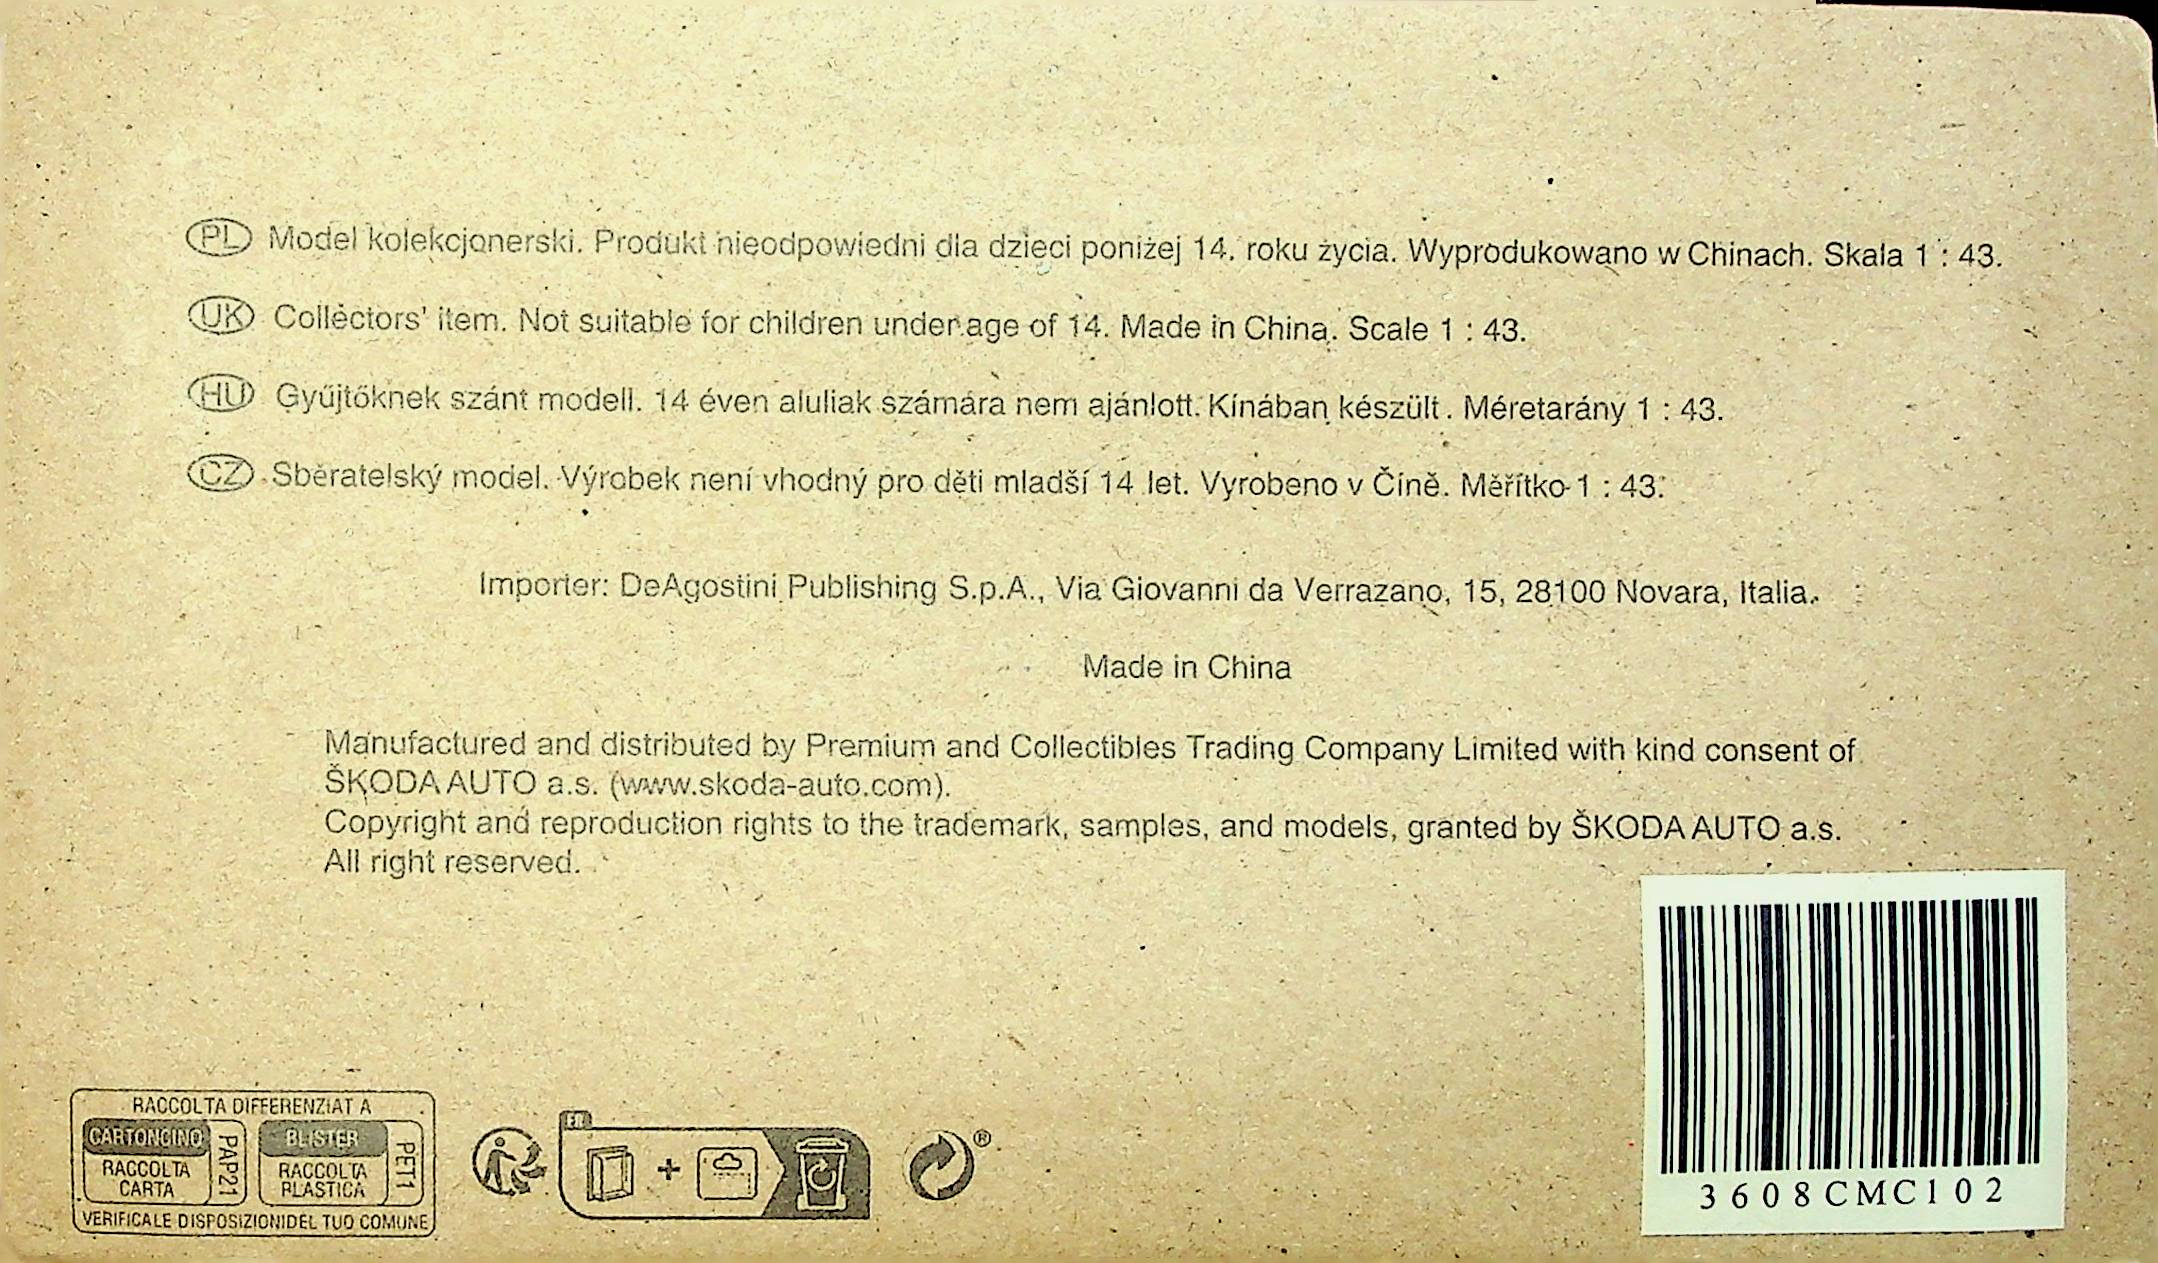 PL Model kolekcjonerski. Produkt nieodpowiedni dla dzieci poniżej 14. roku życia. Wyprodukowano w Chinach. Skala 1 : 43.
UK Collectors' item. Not suitable for children under age of 14. Made in China. Scale 1 : 43.
HU Gyűjtőknek szánt modell. 14 éven aluliak számára nem ajánlott. Kínában készült. Méretarány 1 : 43.
CZ Sběratelský model. Výrobek není vhodný pro děti mladší 14 let. Vyrobeno v Číně. Měřítko 1 : 43.
Importer: DeAgostini Publishing S.p.A., Via Giovanni da Verrazano, 15, 28100 Novara, Italia.
Made in China
Manufactured and distributed by Premium and Collectibles Trading Company Limited with kind consent of
ŠKODA AUTO a.s. (www.skoda-auto.com).
Copyright and reproduction rights to the trademark, samples, and models, granted by ŠKODA AUTO a.s.
All right reserved.
RACCOLTA DIFFERENZIATA
CARTONCINO
RACCOLTA
CARTA
PAP21
BLISTER
RACCOLTA
PLASTICA
PET1
VERIFICA LE DISPOSIZIONI DEL TUO COMUNE
FR
+
®
3608CMC102